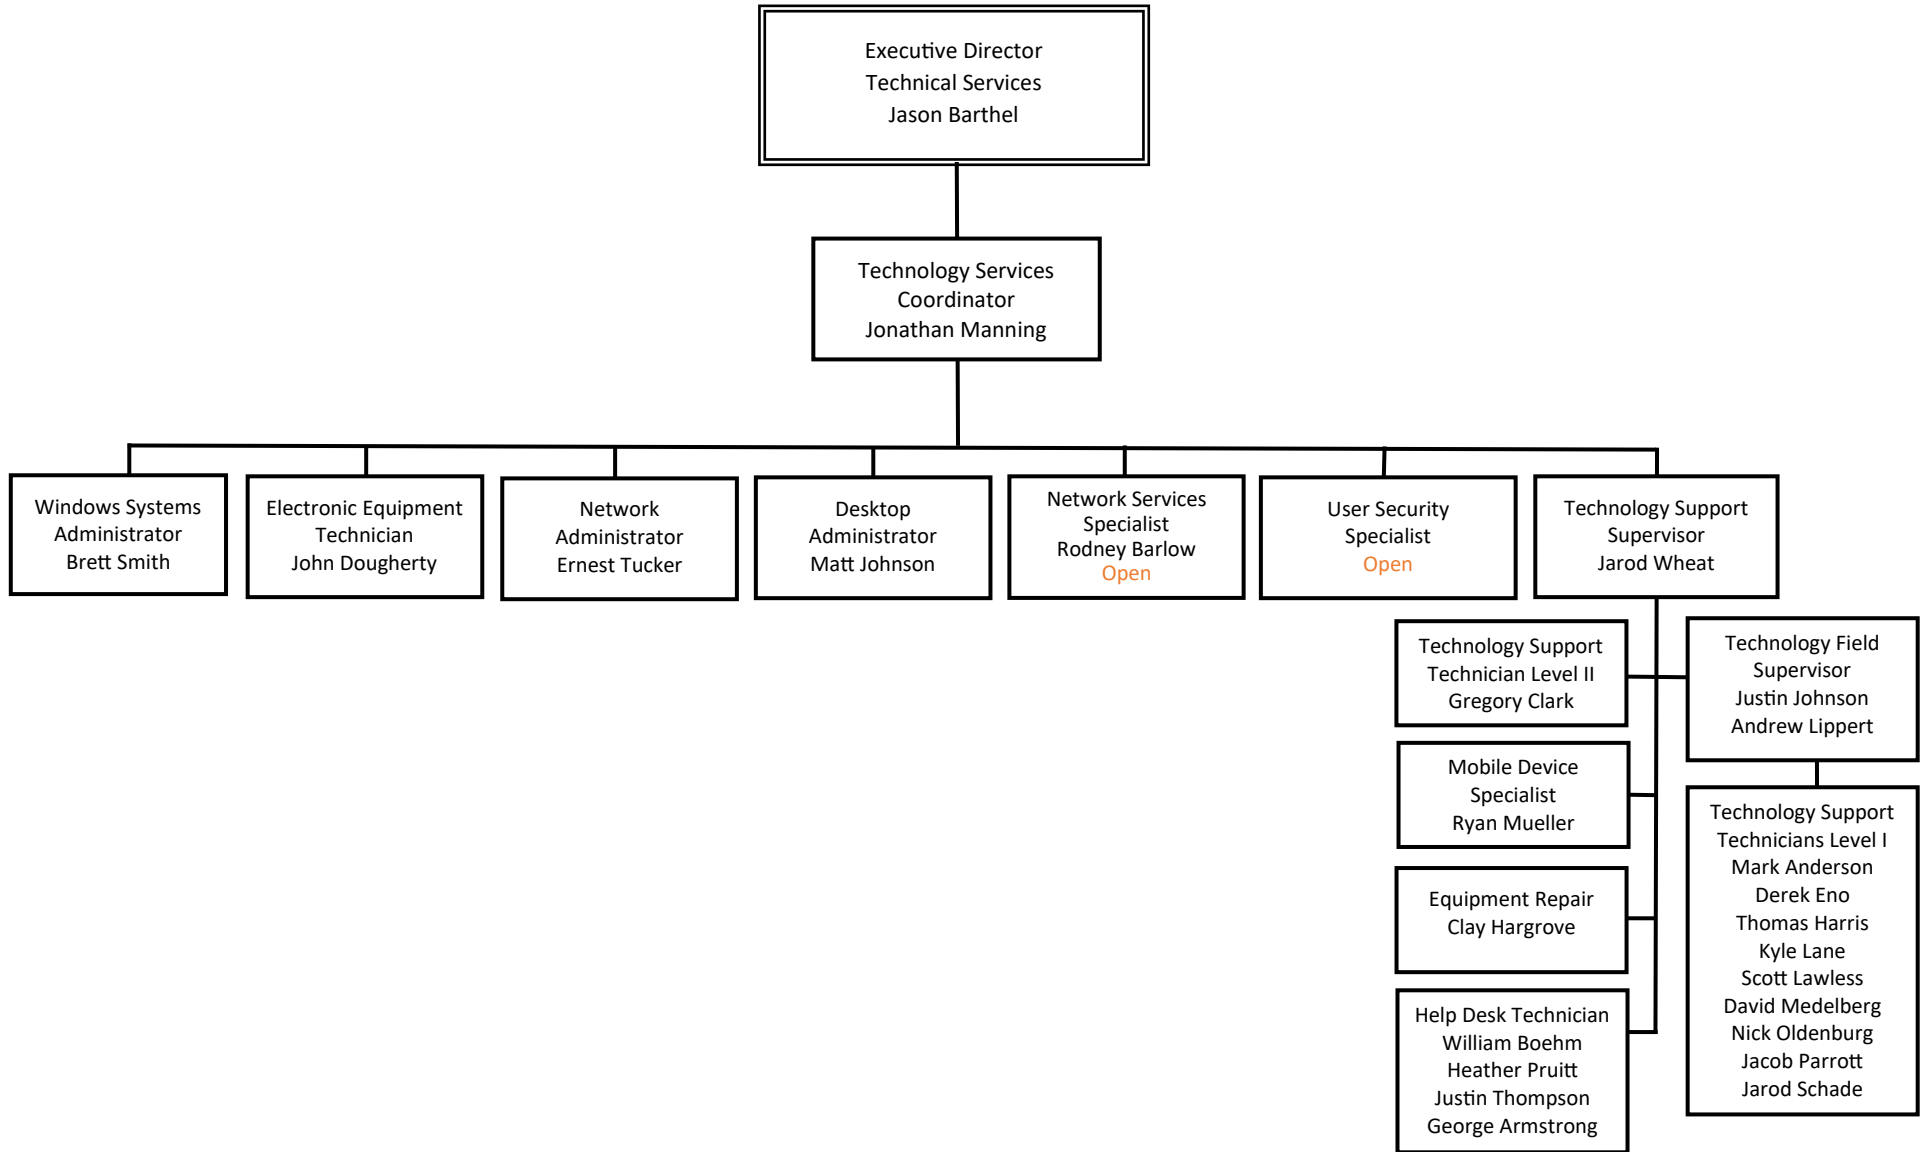 Executive Director
Technical Services
Jason Barthel
Technology Services
Coordinator
Jonathan Manning
Windows Systems
Administrator
Brett Smith
Electronic Equipment
Technician
John Dougherty
Network
Administrator
Ernest Tucker
Desktop
Administrator
Matt Johnson
Network Services
Specialist
Rodney Barlow
Open
User Security
Specialist
Open
Technology Support
Supervisor
Jarod Wheat
Technology Support
Technician Level II
Gregory Clark
Technology Field
Supervisor
Justin Johnson
Andrew Lippert
Mobile Device
Specialist
Ryan Mueller
Equipment Repair
Clay Hargrove
Help Desk Technician
William Boehm
Heather Pruitt
Justin Thompson
George Armstrong
Technology Support
Technicians Level I
Mark Anderson
Derek Eno
Thomas Harris
Kyle Lane
Scott Lawless
David Medelberg
Nick Oldenburg
Jacob Parrott
Jarod Schade